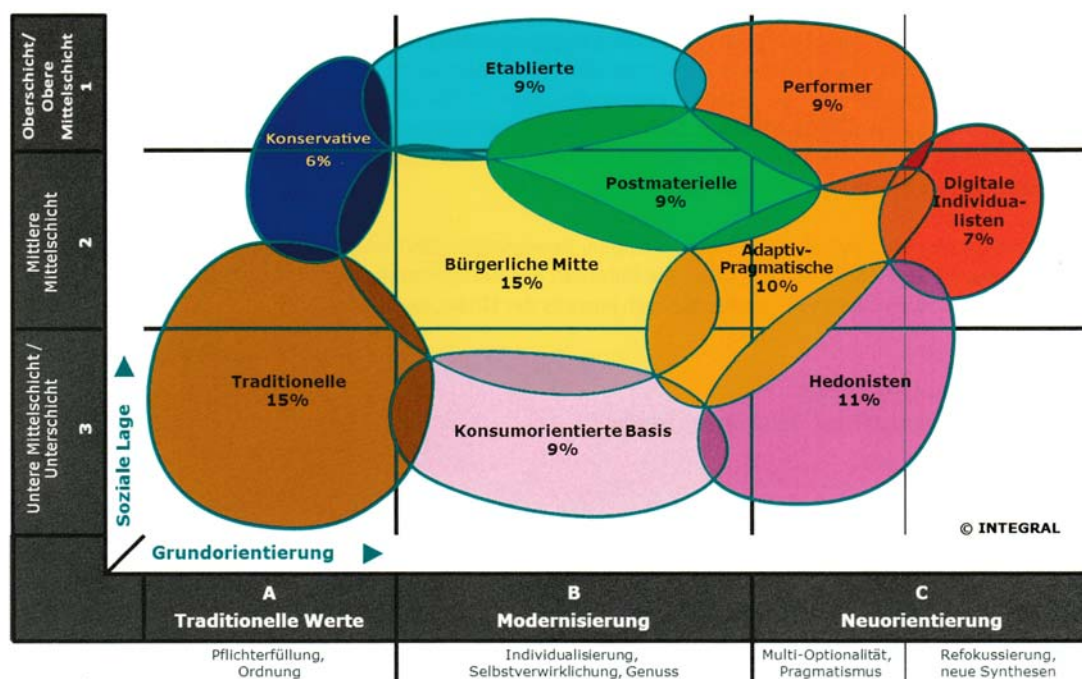 Oberschicht/
Obere
Mittelschicht
1
Mittlere
Mittelschicht
2
Untere Mittelschicht /
Unterschicht
3
Soziale Lage
Etablierte
9%
Performer
9%
Konservative
6%
Postmaterielle
9%
Digitale
Individua-
listen
7%
Bürgerliche Mitte
15%
Adaptiv-
Pragmatische
10%
Traditionelle
15%
Hedonisten
11%
Konsumorientierte Basis
9%
© INTEGRAL
Grundorientierung
A
Traditionelle Werte
B
Modernisierung
C
Neuorientierung
Pflichterfüllung,
Ordnung
Individualisierung,
Selbstverwirklichung, Genuss
Multi-Optionalität,
Pragmatismus
Refokussierung,
neue Synthesen